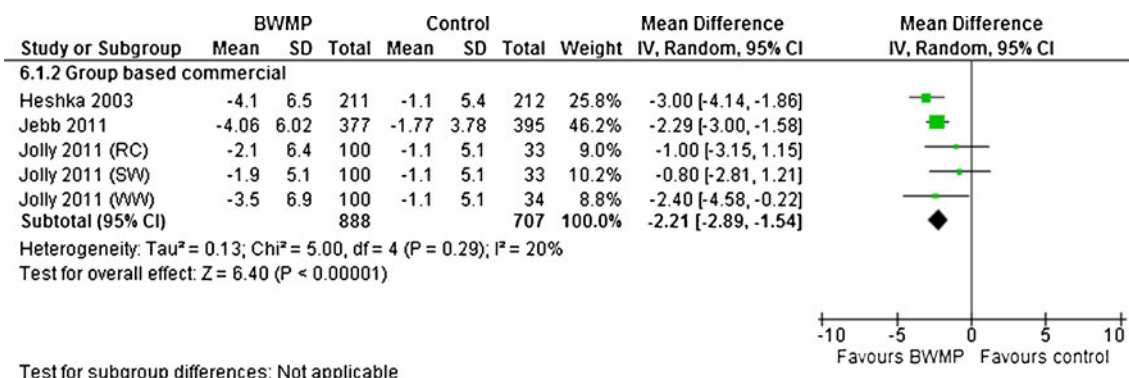 BWMP Control Mean Difference Mean Difference
Study or Subgroup Mean SD Total Mean SD Total Weight IV, Random, 95% CI IV, Random, 95% CI
6.1.2 Group based commercial
Heshka 2003 -4.1 6.5 211 -1.1 5.4 212 25.8% -3.00 [-4.14, -1.86]
Jebb 2011 -4.06 6.02 377 -1.77 3.78 395 46.2% -2.29 [-3.00, -1.58]
Jolly 2011 (RC) -2.1 6.4 100 -1.1 5.1 33 9.0% -1.00 [-3.15, 1.15]
Jolly 2011 (SW) -1.9 5.1 100 -1.1 5.1 33 10.2% -0.80 [-2.81, 1.21]
Jolly 2011 (WW) -3.5 6.9 100 -1.1 5.1 34 8.8% -2.40 [-4.58, -0.22]
Subtotal (95% CI) 888 707 100.0% -2.21 [-2.89, -1.54]
Heterogeneity: Tau² = 0.13; Chi² = 5.00, df = 4 (P = 0.29); I² = 20%
Test for overall effect: Z = 6.40 (P < 0.00001)
-10 -5 0 5 10
Favours BWMP Favours control
Test for subgroup differences: Not applicable